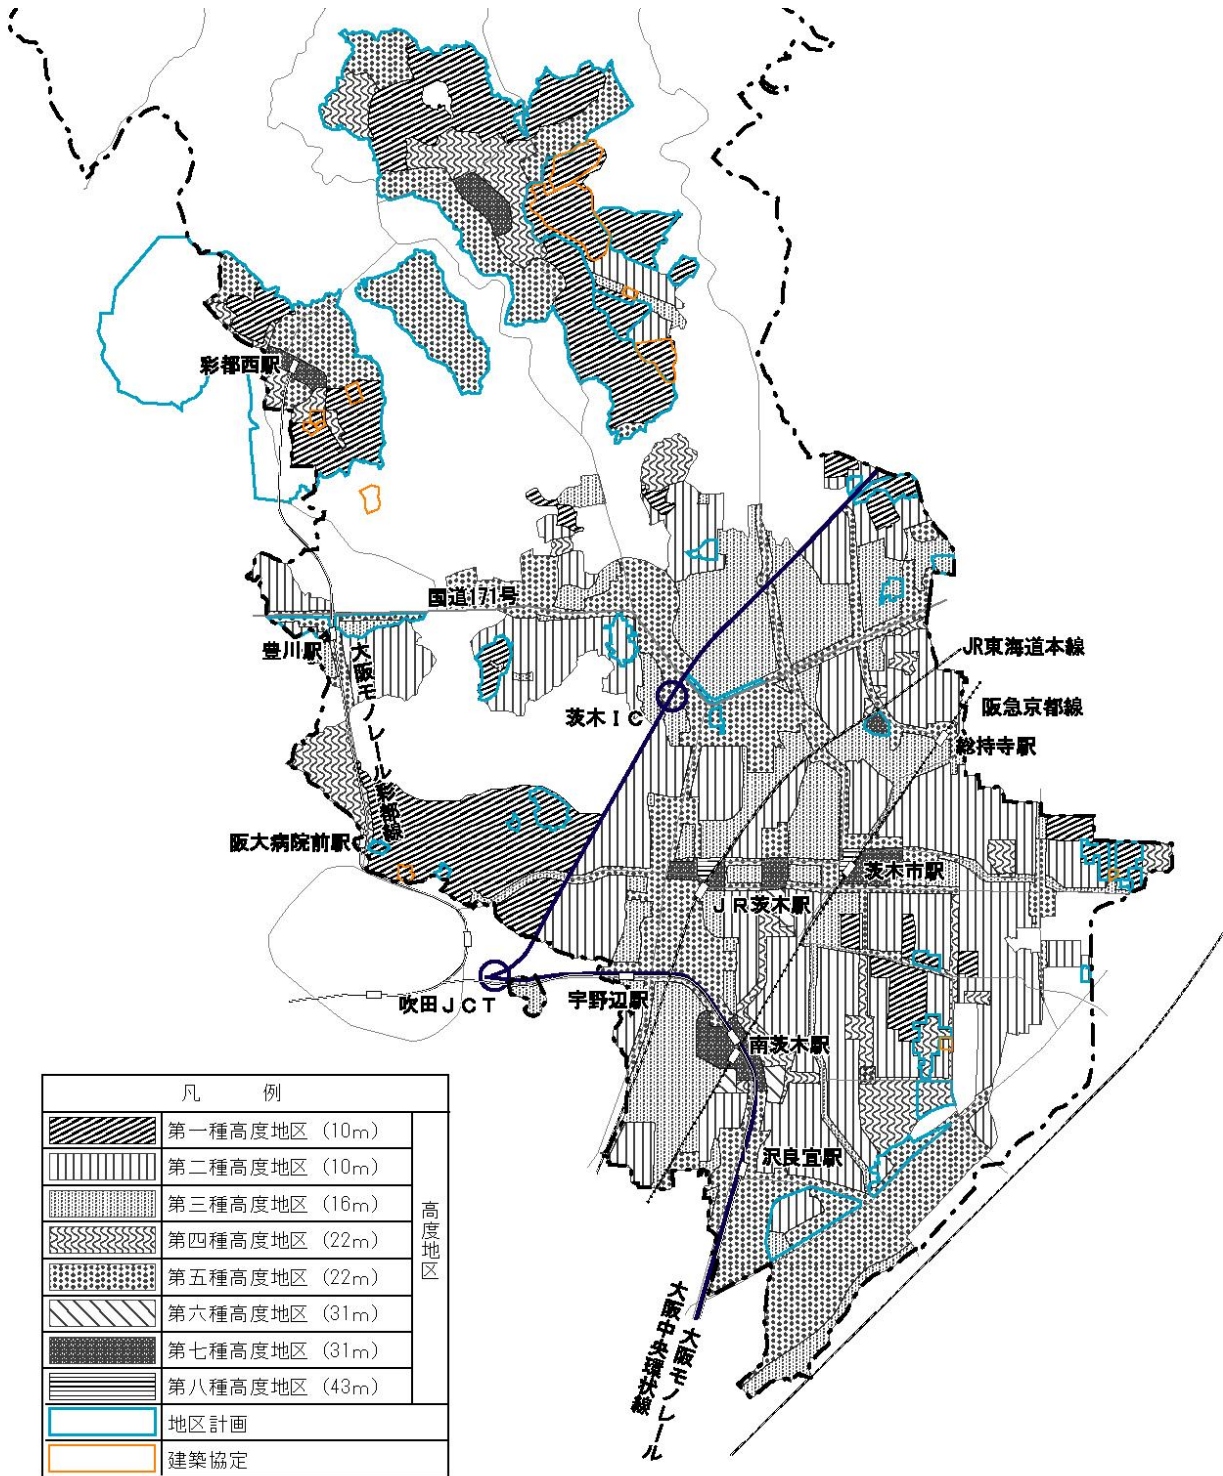 彩都西駅
国道171号
豊川駅
大阪モノレール彩都線
JR東海道本線
阪急京都線
総持寺駅
茨木IC
阪大病院前駅
茨木市駅
JR茨木駅
吹田JCT
宇野辺駅
南茨木駅
沢良宜駅
大阪モノレール
大阪中央環状線
凡 例
第一種高度地区 (10m)
第二種高度地区 (10m)
第三種高度地区 (16m)
第四種高度地区 (22m)
第五種高度地区 (22m)
第六種高度地区 (31m)
第七種高度地区 (31m)
第八種高度地区 (43m)
高度地区
地区計画
建築協定